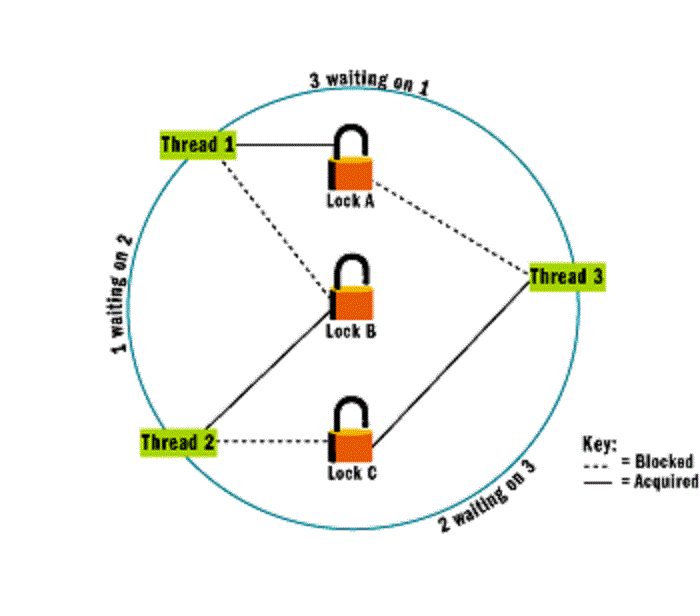 3 waiting on 1
Thread 1
Lock A
1 waiting on 2
Thread 3
Lock B
Thread 2
Lock C
2 waiting on 3
Key:
= Blocked
= Acquired